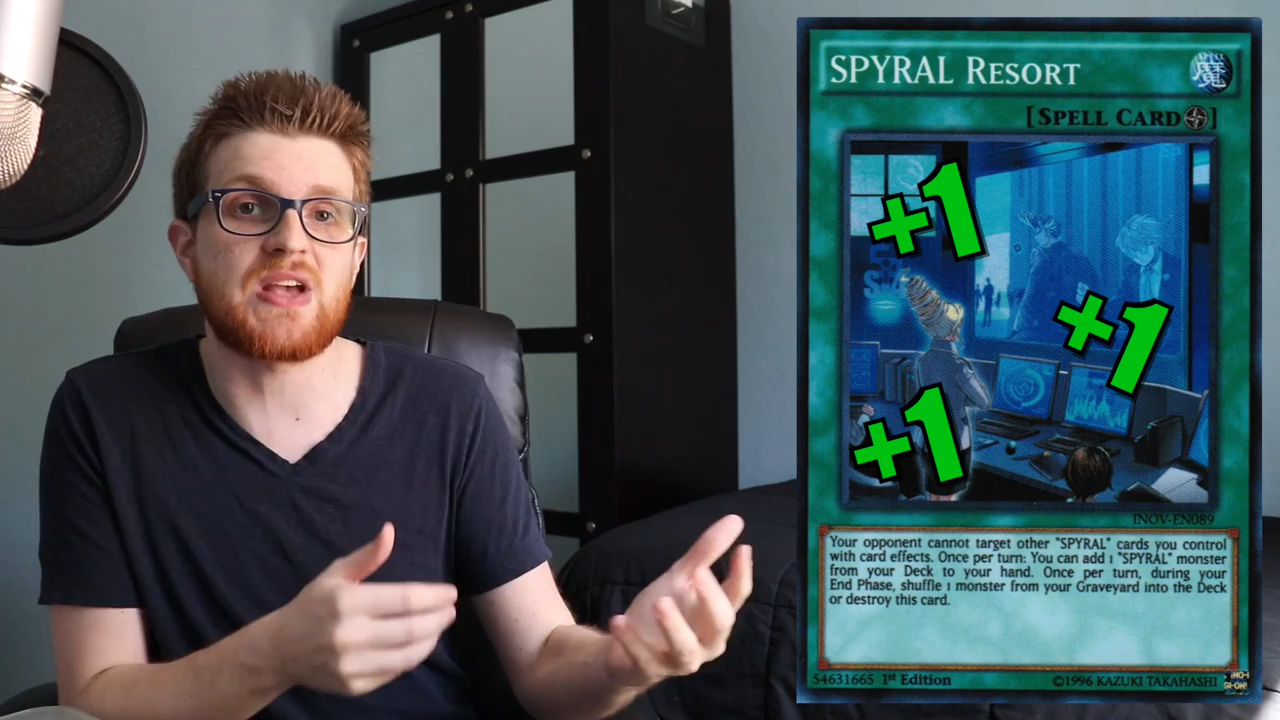 SPYRAL RESORT
魔
[SPELL CARD]
+1
+1
+1
INOV-EN089
Your opponent cannot target other "SPYRAL" cards you control
with card effects. Once per turn: You can add 1 "SPYRAL" monster
from your Deck to your hand. Once per turn, during your
End Phase, shuffle 1 monster from your Graveyard into the Deck
or destroy this card.
54631665 1st Edition ©1996 KAZUKI TAKAHASHI